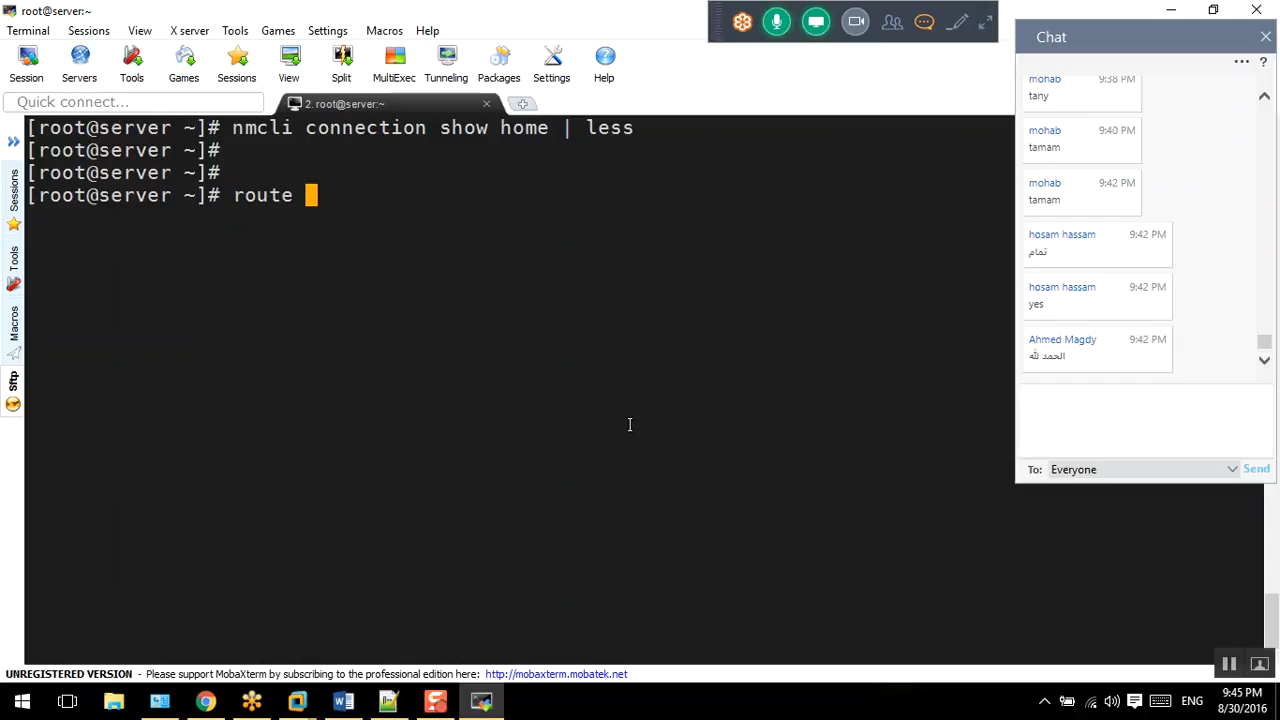 root@server:~
Terminal Sessions View X server Tools Games Settings Macros Help
Session Servers Tools Games Sessions View Split MultiExec Tunneling Packages Settings Help
Quick connect...
2. root@server:~
[root@server ~]# nmcli connection show home | less
[root@server ~]#
[root@server ~]#
[root@server ~]# route
Sessions
Tools
Macros
Sftp
Chat
mohab 9:38 PM
tany
mohab 9:40 PM
tamam
mohab 9:42 PM
tamam
hosam hassam 9:42 PM
تمام
hosam hassam 9:42 PM
yes
Ahmed Magdy 9:42 PM
الحمد لله
To: Everyone Send
UNREGISTERED VERSION - Please support MobaXterm by subscribing to the professional edition here: http://mobaxterm.mobatek.net
ENG
9:45 PM
8/30/2016